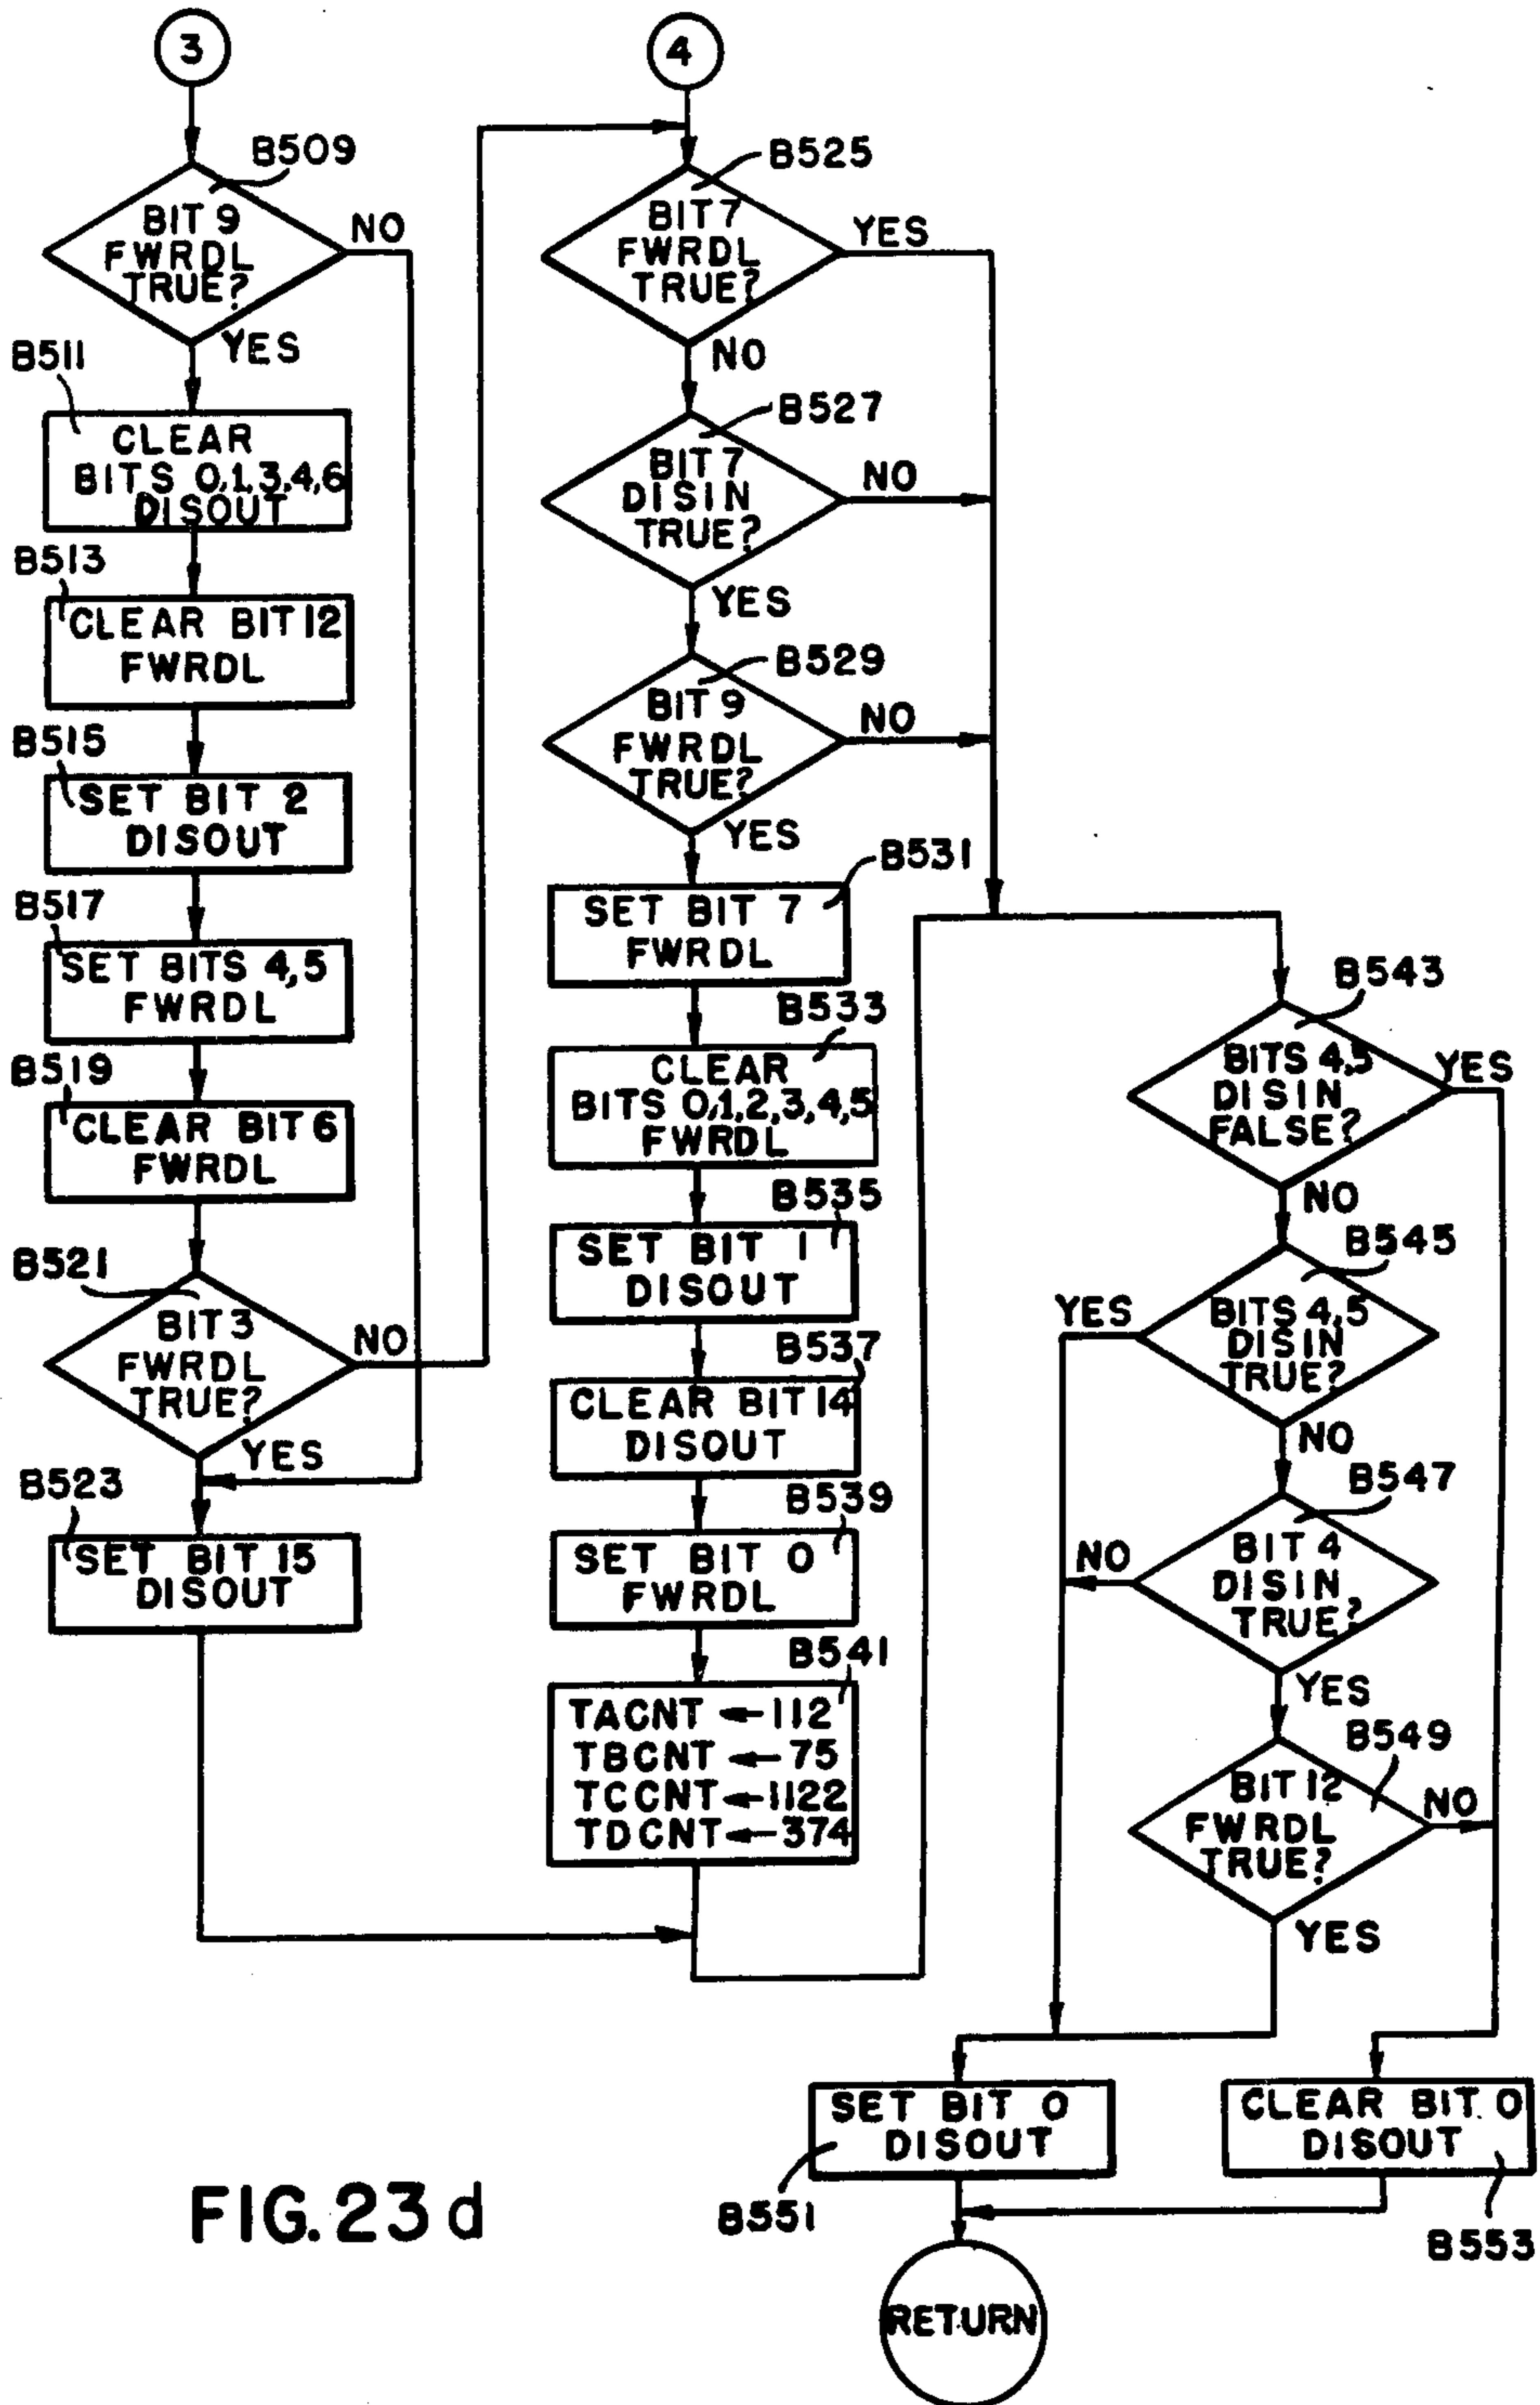 3
B509
BIT 9
FWRDL
TRUE?
NO
YES
B511
CLEAR
BITS 0,1,3,4,6
DISOUT
B513
CLEAR BIT 12
FWRDL
B515
SET BIT 2
DISOUT
B517
SET BITS 4,5
FWRDL
B519
CLEAR BIT 6
FWRDL
B521
BIT 3
FWRDL
TRUE?
NO
YES
B523
SET BIT 15
DISOUT
4
B525
BIT 7
FWRDL
TRUE?
YES
NO
B527
BIT 7
DISIN
TRUE?
NO
YES
B529
BIT 9
FWRDL
TRUE?
NO
YES
B531
SET BIT 7
FWRDL
B533
CLEAR
BITS 0,1,2,3,4,5
FWRDL
B535
SET BIT 1
DISOUT
B537
CLEAR BIT 14
DISOUT
B539
SET BIT 0
FWRDL
B541
TACNT ← 112
TBCNT ← 75
TCCNT ← 1122
TDCNT ← 374
B543
BITS 4,5
DISIN
FALSE?
YES
NO
B545
BITS 4,5
DISIN
TRUE?
YES
NO
B547
BIT 4
DISIN
TRUE?
NO
YES
B549
BIT 12
FWRDL
TRUE?
NO
YES
SET BIT 0
DISOUT
B551
CLEAR BIT 0
DISOUT
B553
RETURN
FIG. 23 d